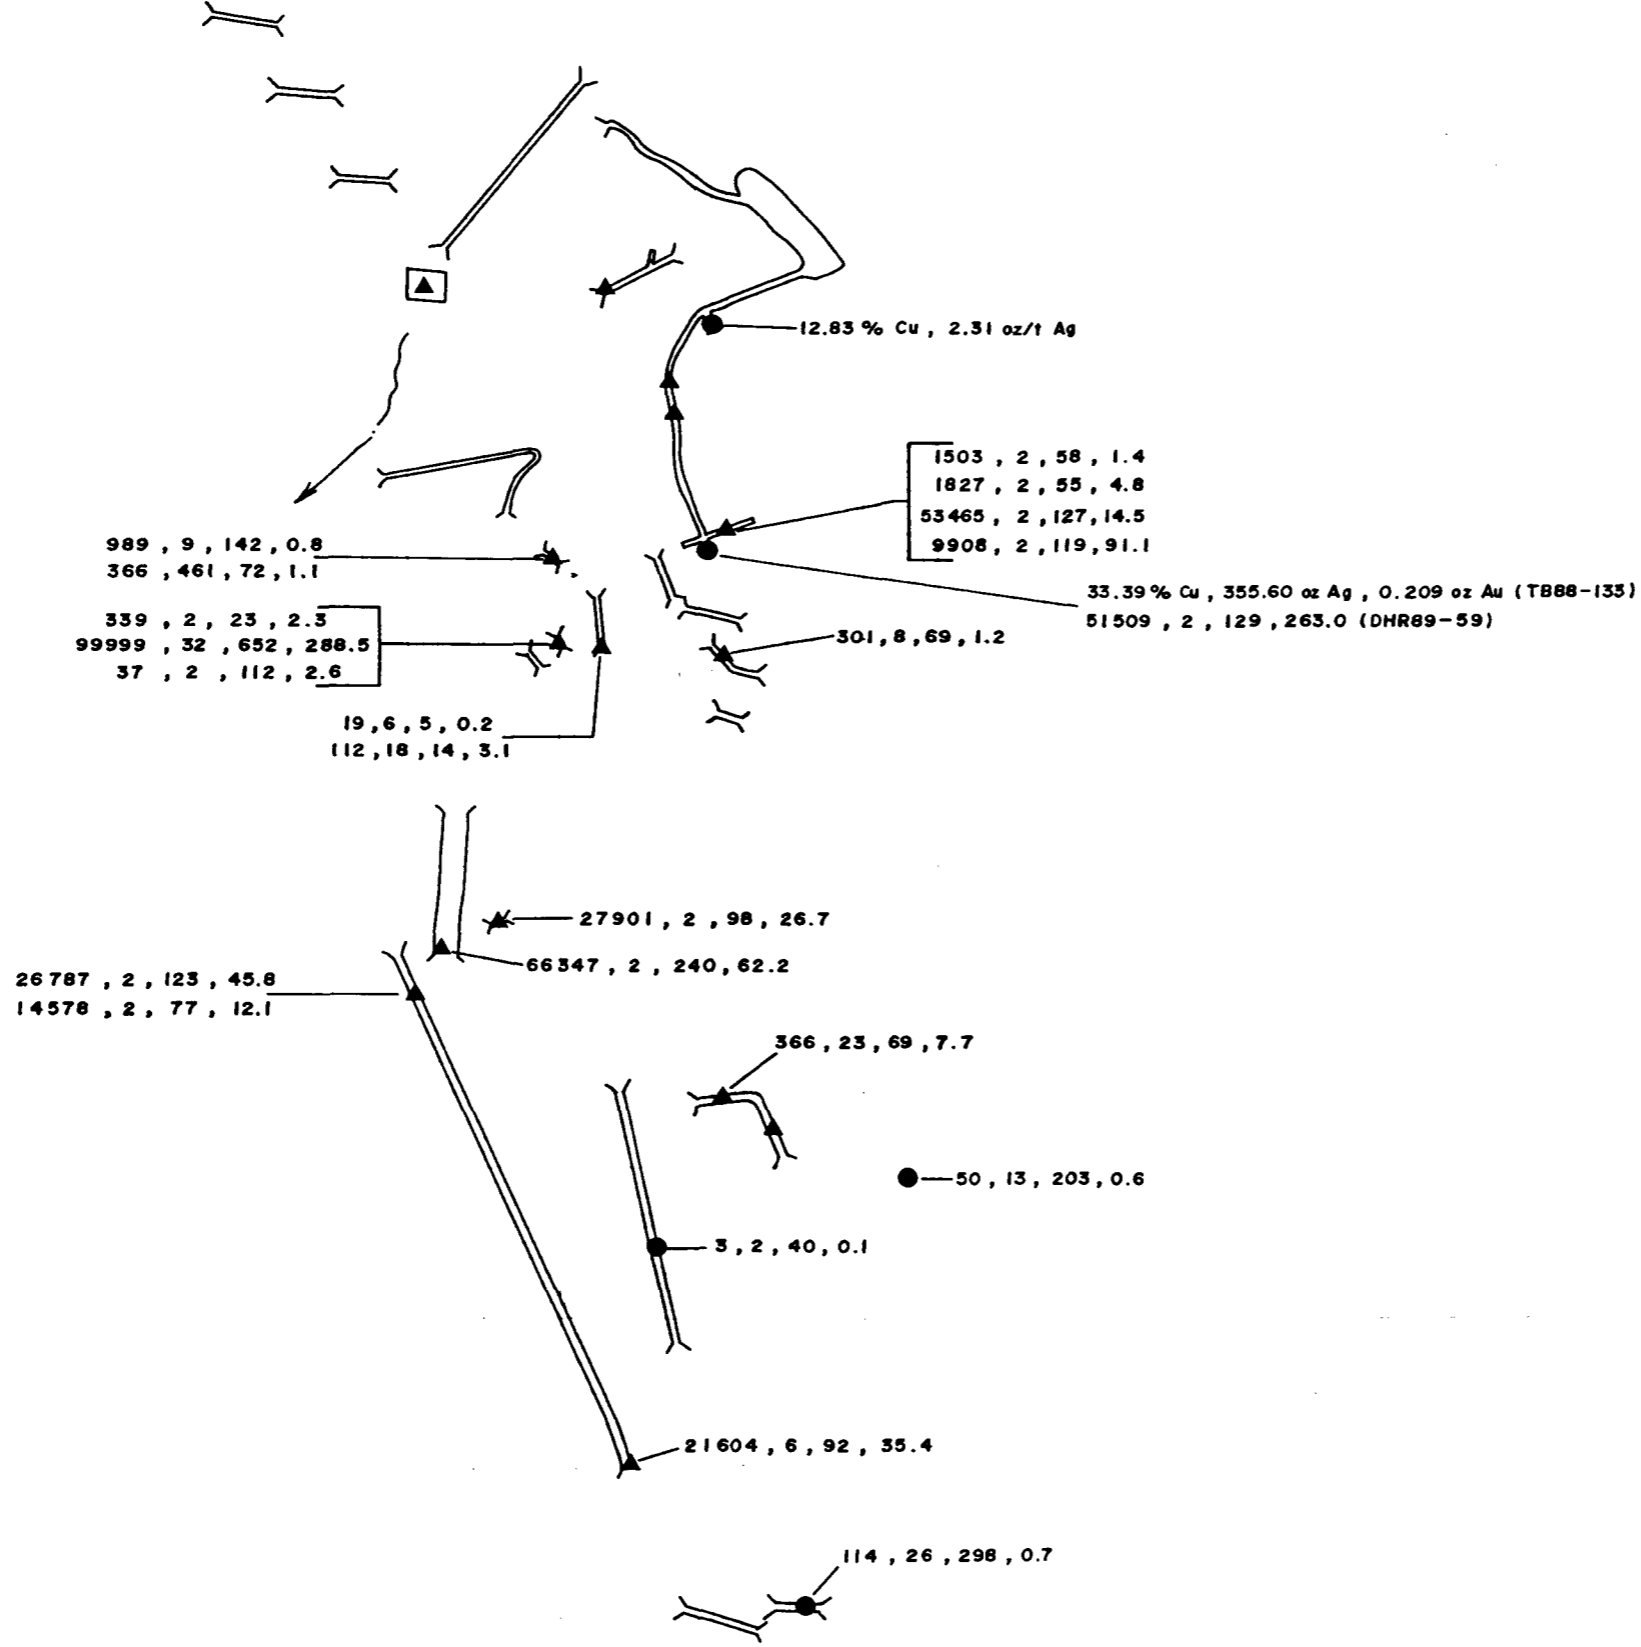 12.83 % Cu , 2.31 oz/t Ag
1503 , 2 , 58 , 1.4
1827 , 2 , 55 , 4.8
53465 , 2 , 127 , 14.5
9908 , 2 , 119 , 91.1
989 , 9 , 142 , 0.8
366 , 461 , 72 , 1.1
33.39 % Cu , 355.60 oz Ag , 0.209 oz Au (TB88-133)
51509 , 2 , 129 , 263.0 (DHR89-59)
339 , 2 , 23 , 2.3
99999 , 32 , 652 , 288.5
37 , 2 , 112 , 2.6
301 , 8 , 69 , 1.2
19 , 6 , 5 , 0.2
112 , 18 , 14 , 3.1
27901 , 2 , 98 , 26.7
66347 , 2 , 240 , 62.2
26787 , 2 , 123 , 45.8
14578 , 2 , 77 , 12.1
366 , 23 , 69 , 7.7
50 , 13 , 203 , 0.6
3 , 2 , 40 , 0.1
21604 , 6 , 92 , 35.4
114 , 26 , 298 , 0.7